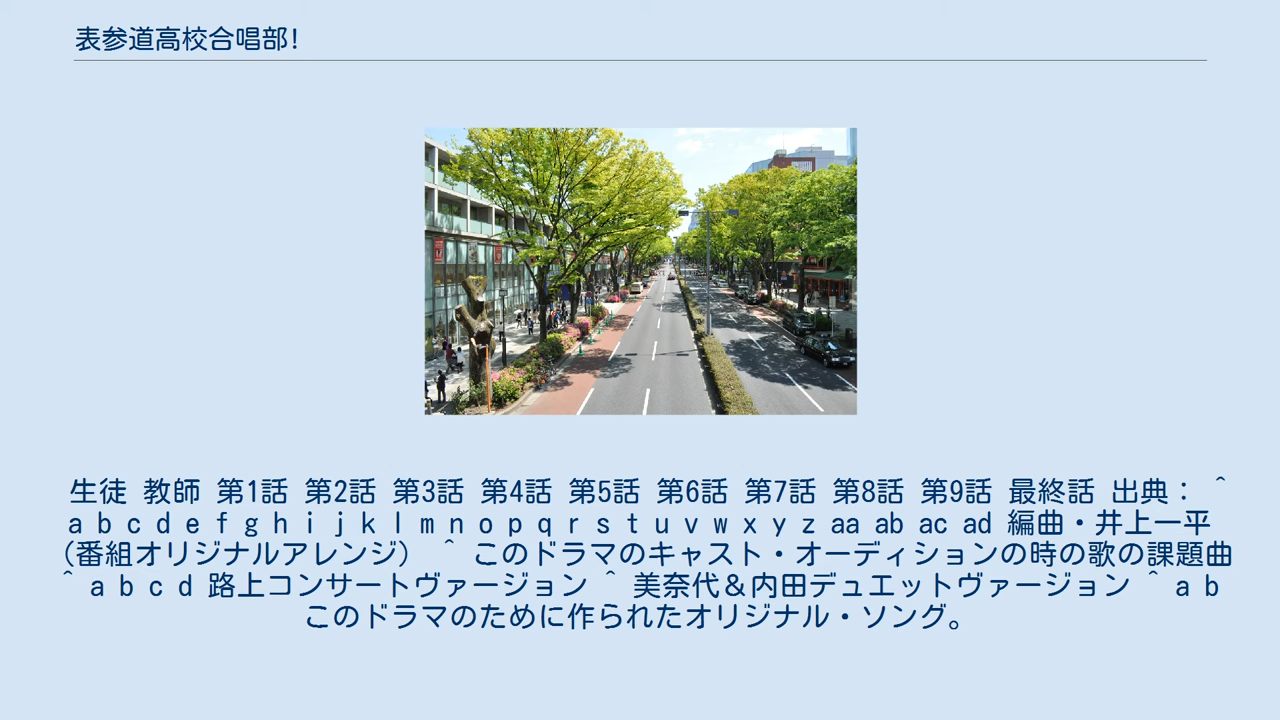 表参道高校合唱部!
生徒 教師 第1話 第2話 第3話 第4話 第5話 第6話 第7話 第8話 第9話 最終話 出典： ^
a b c d e f g h i j k l m n o p q r s t u v w x y z aa ab ac ad 編曲・井上一平
（番組オリジナルアレンジ） ^ このドラマのキャスト・オーディションの時の歌の課題曲
^ a b c d 路上コンサートヴァージョン ^ 美奈代＆内田デュエットヴァージョン ^ a b
このドラマのために作られたオリジナル・ソング。